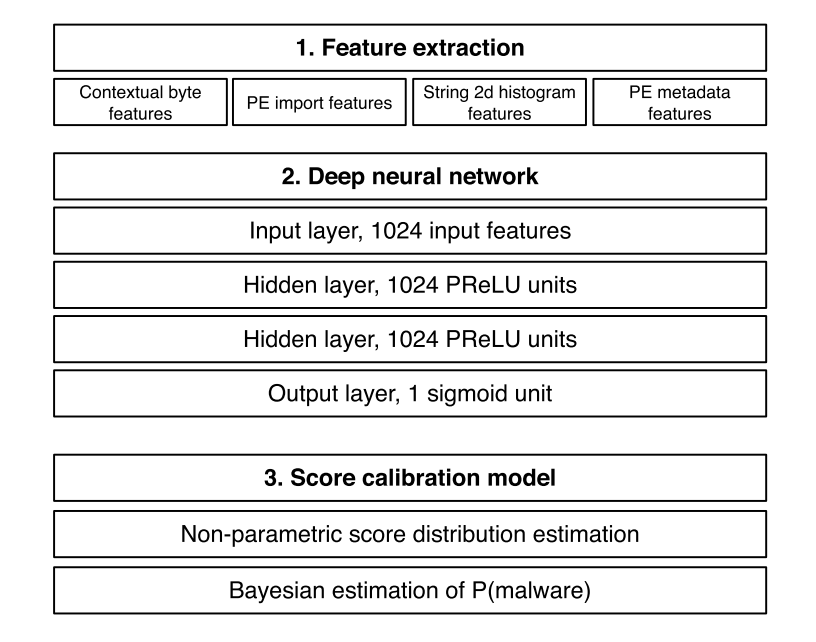 1. Feature extraction
Contextual byte
features
PE import features
String 2d histogram
features
PE metadata
features
2. Deep neural network
Input layer, 1024 input features
Hidden layer, 1024 PReLU units
Hidden layer, 1024 PReLU units
Output layer, 1 sigmoid unit
3. Score calibration model
Non-parametric score distribution estimation
Bayesian estimation of P(malware)